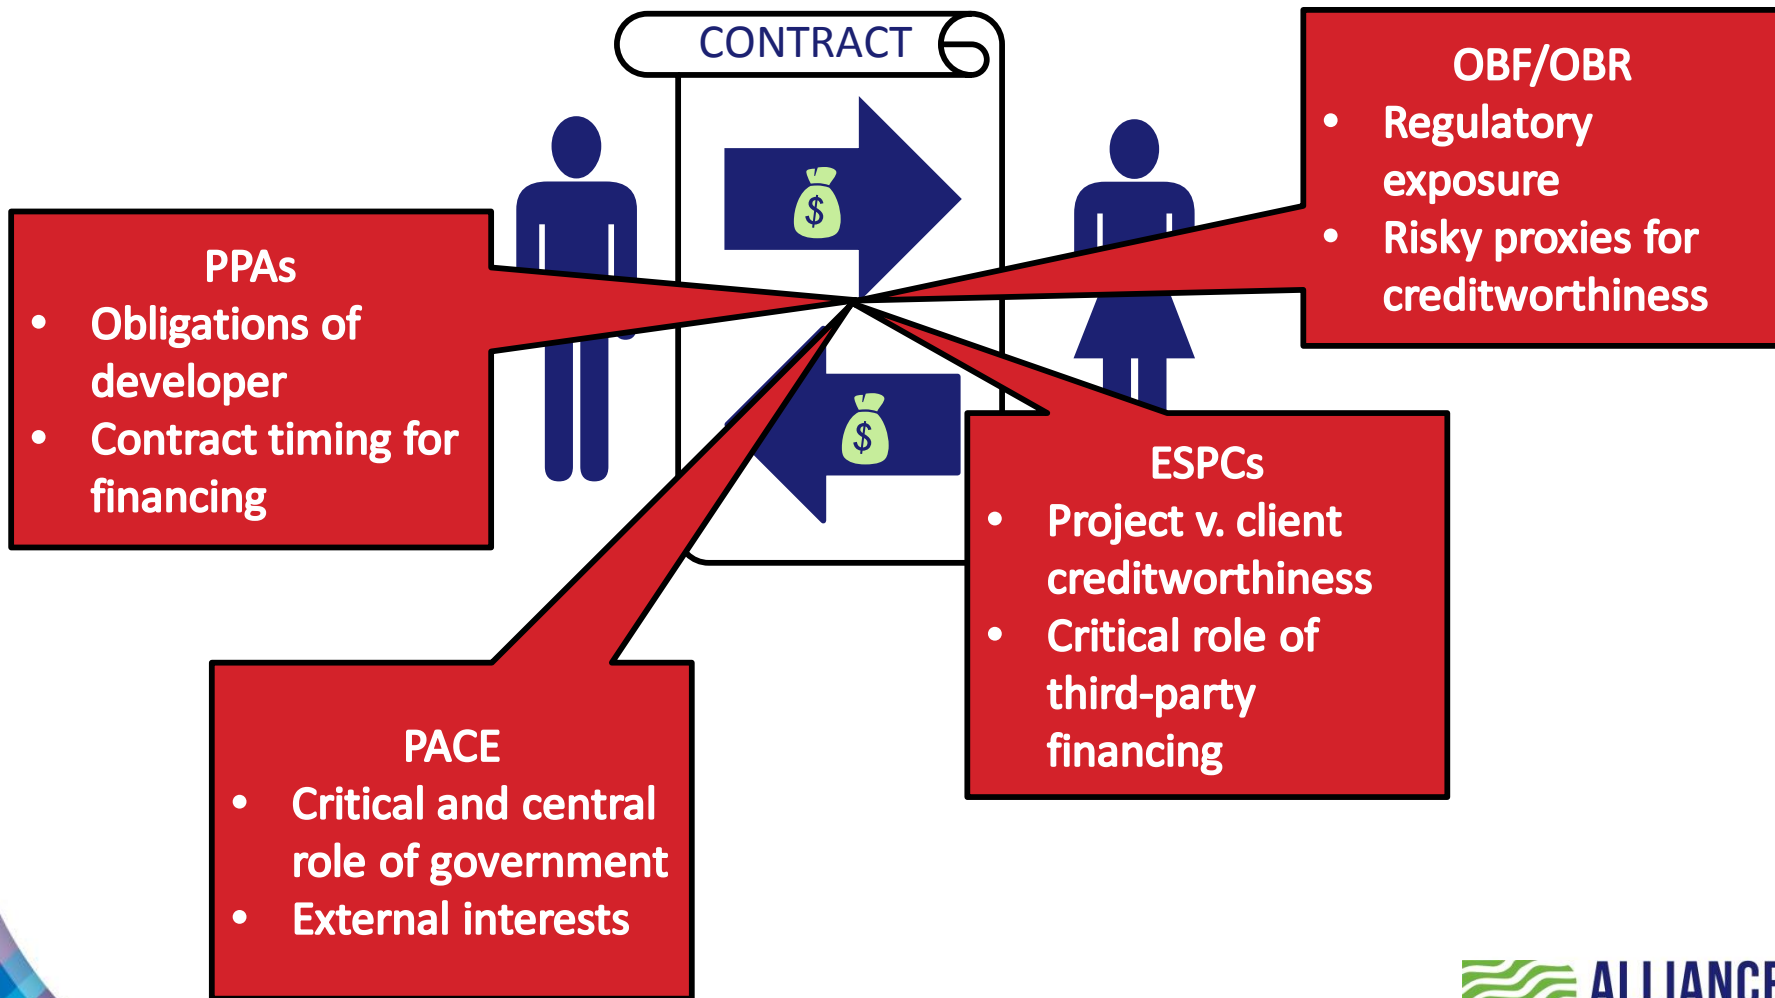 CONTRACT
$
$
OBF/OBR
• Regulatory
exposure
• Risky proxies for
creditworthiness
PPAs
• Obligations of
developer
• Contract timing for
financing
ESPCs
• Project v. client
creditworthiness
• Critical role of
third-party
financing
PACE
• Critical and central
role of government
• External interests
ALLIANCE